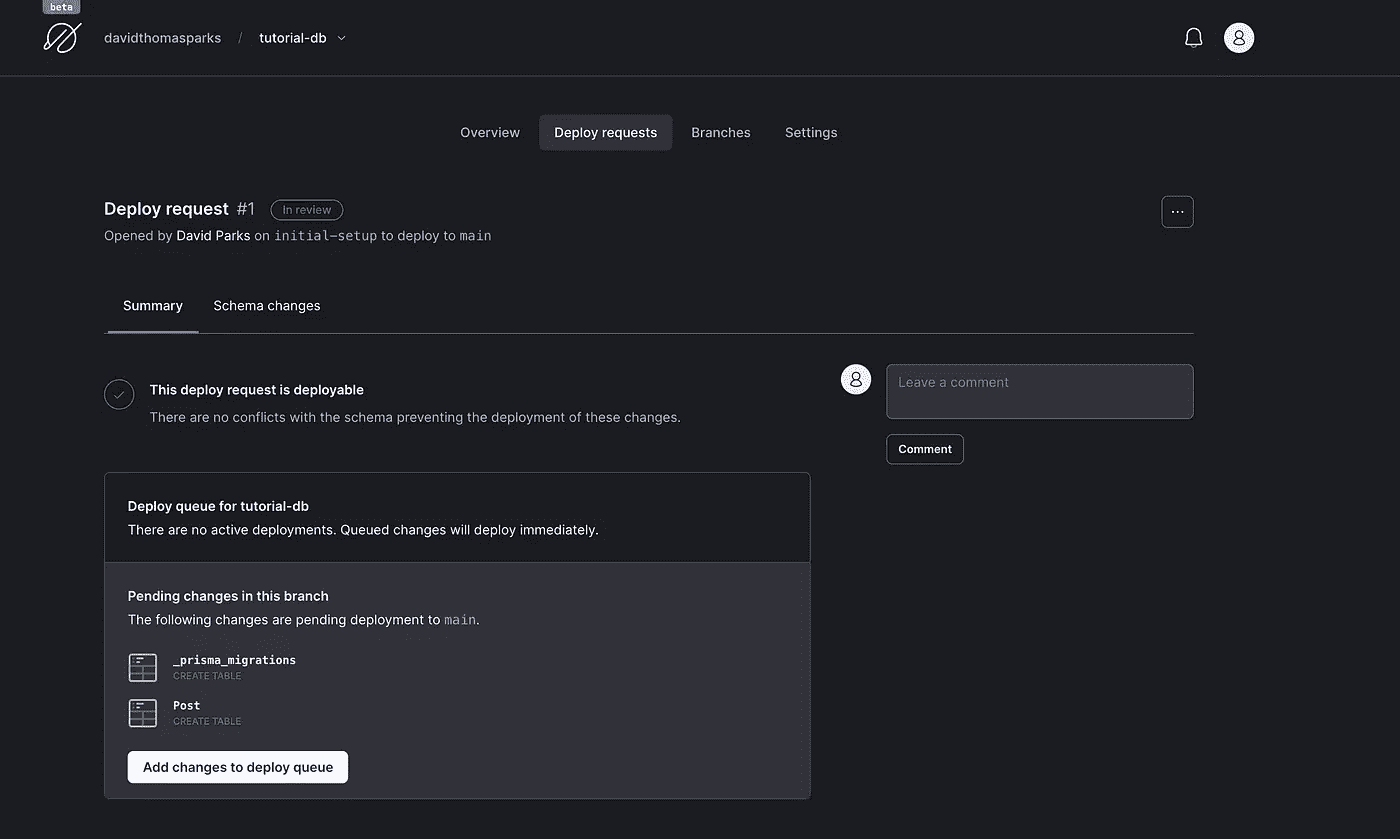 beta
davidthomasparks / tutorial-db
Overview Deploy requests Branches Settings
Deploy request #1 In review
...
Opened by David Parks on initial-setup to deploy to main
Summary Schema changes
This deploy request is deployable
There are no conflicts with the schema preventing the deployment of these changes.
Leave a comment
Comment
Deploy queue for tutorial-db
There are no active deployments. Queued changes will deploy immediately.
Pending changes in this branch
The following changes are pending deployment to main.
_prisma_migrations
CREATE TABLE
Post
CREATE TABLE
Add changes to deploy queue